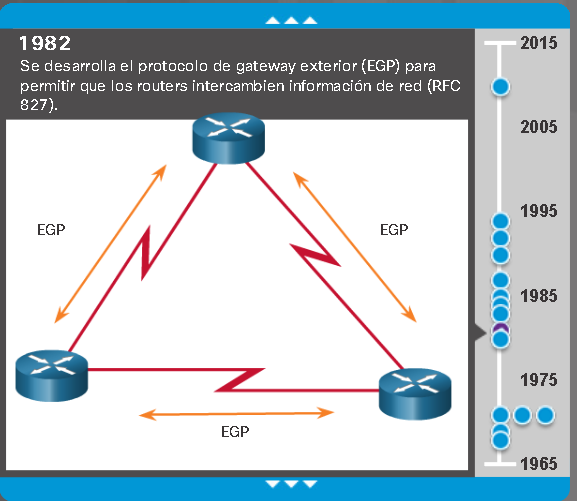 1982
Se desarrolla el protocolo de gateway exterior (EGP) para
permitir que los routers intercambien información de red (RFC
827).
EGP
EGP
EGP
2015
2005
1995
1985
1975
1965